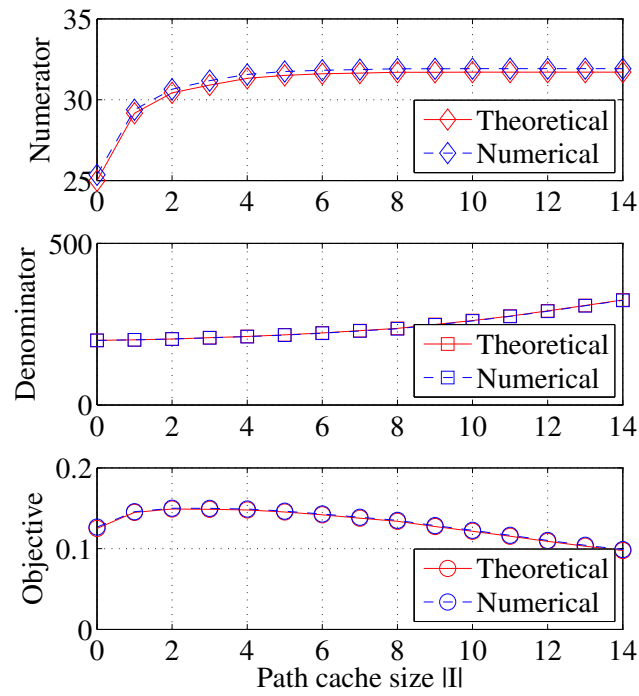 35
30
25
Numerator
Theoretical
Numerical
0 2 4 6 8 10 12 14
500
0
Denominator
Theoretical
Numerical
0 2 4 6 8 10 12 14
0.2
0.1
0
Objective
Theoretical
Numerical
0 2 4 6 8 10 12 14
Path cache size |I|